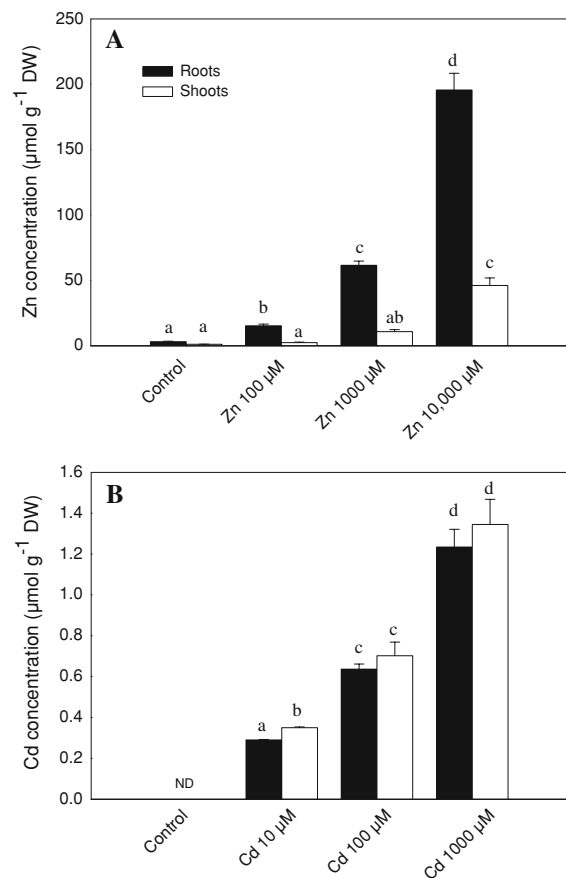 A
Roots
Shoots
Zn concentration (µmol g⁻¹ DW)
250
200
150
100
50
0
a
a
b
a
c
ab
d
c
Control
Zn 100 µM
Zn 1000 µM
Zn 10,000 µM
B
Cd concentration (µmol g⁻¹ DW)
1.6
1.4
1.2
1.0
0.8
0.6
0.4
0.2
0.0
ND
a
b
c
c
d
d
Control
Cd 10 µM
Cd 100 µM
Cd 1000 µM